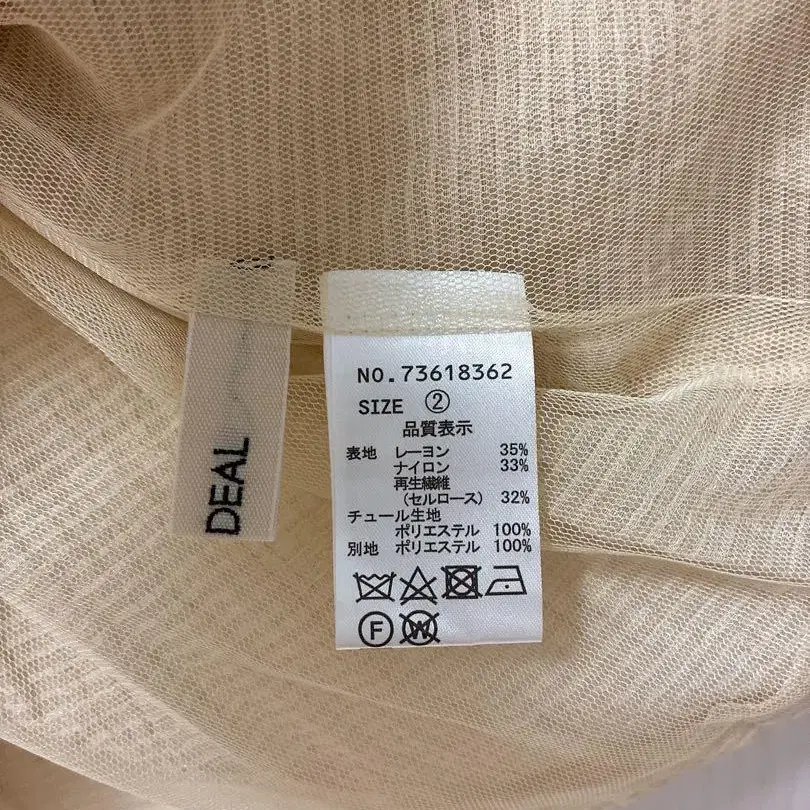 DEAL
NO.73618362
SIZE ②
品質表示
表地 レーヨン 35%
ナイロン 33%
再生繊維
(セルロース) 32%
チュール生地
ポリエステル 100%
別地 ポリエステル 100%
F W